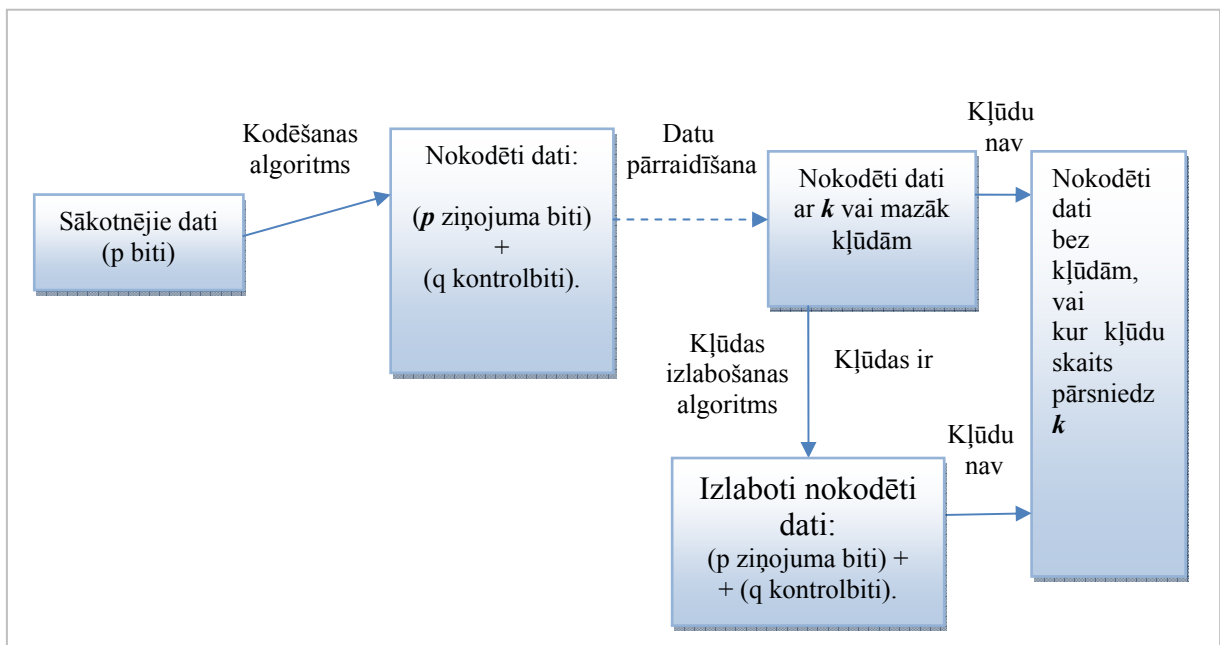 Sākotnējie dati
(p biti)
Kodēšanas
algoritms
Nokodēti dati:
(p ziņojuma biti)
+
(q kontrolbiti).
Datu
pārraidīšana
Nokodēti dati
ar k vai mazāk
kļūdām
Kļūdu
nav
Nokodēti
dati
bez
kļūdām,
vai
kur kļūdu
skaits
pārsniedz
k
Kļūdas
izlabošanas
algoritms
Kļūdas ir
Izlaboti nokodēti
dati:
(p ziņojuma biti) +
+ (q kontrolbiti).
Kļūdu
nav